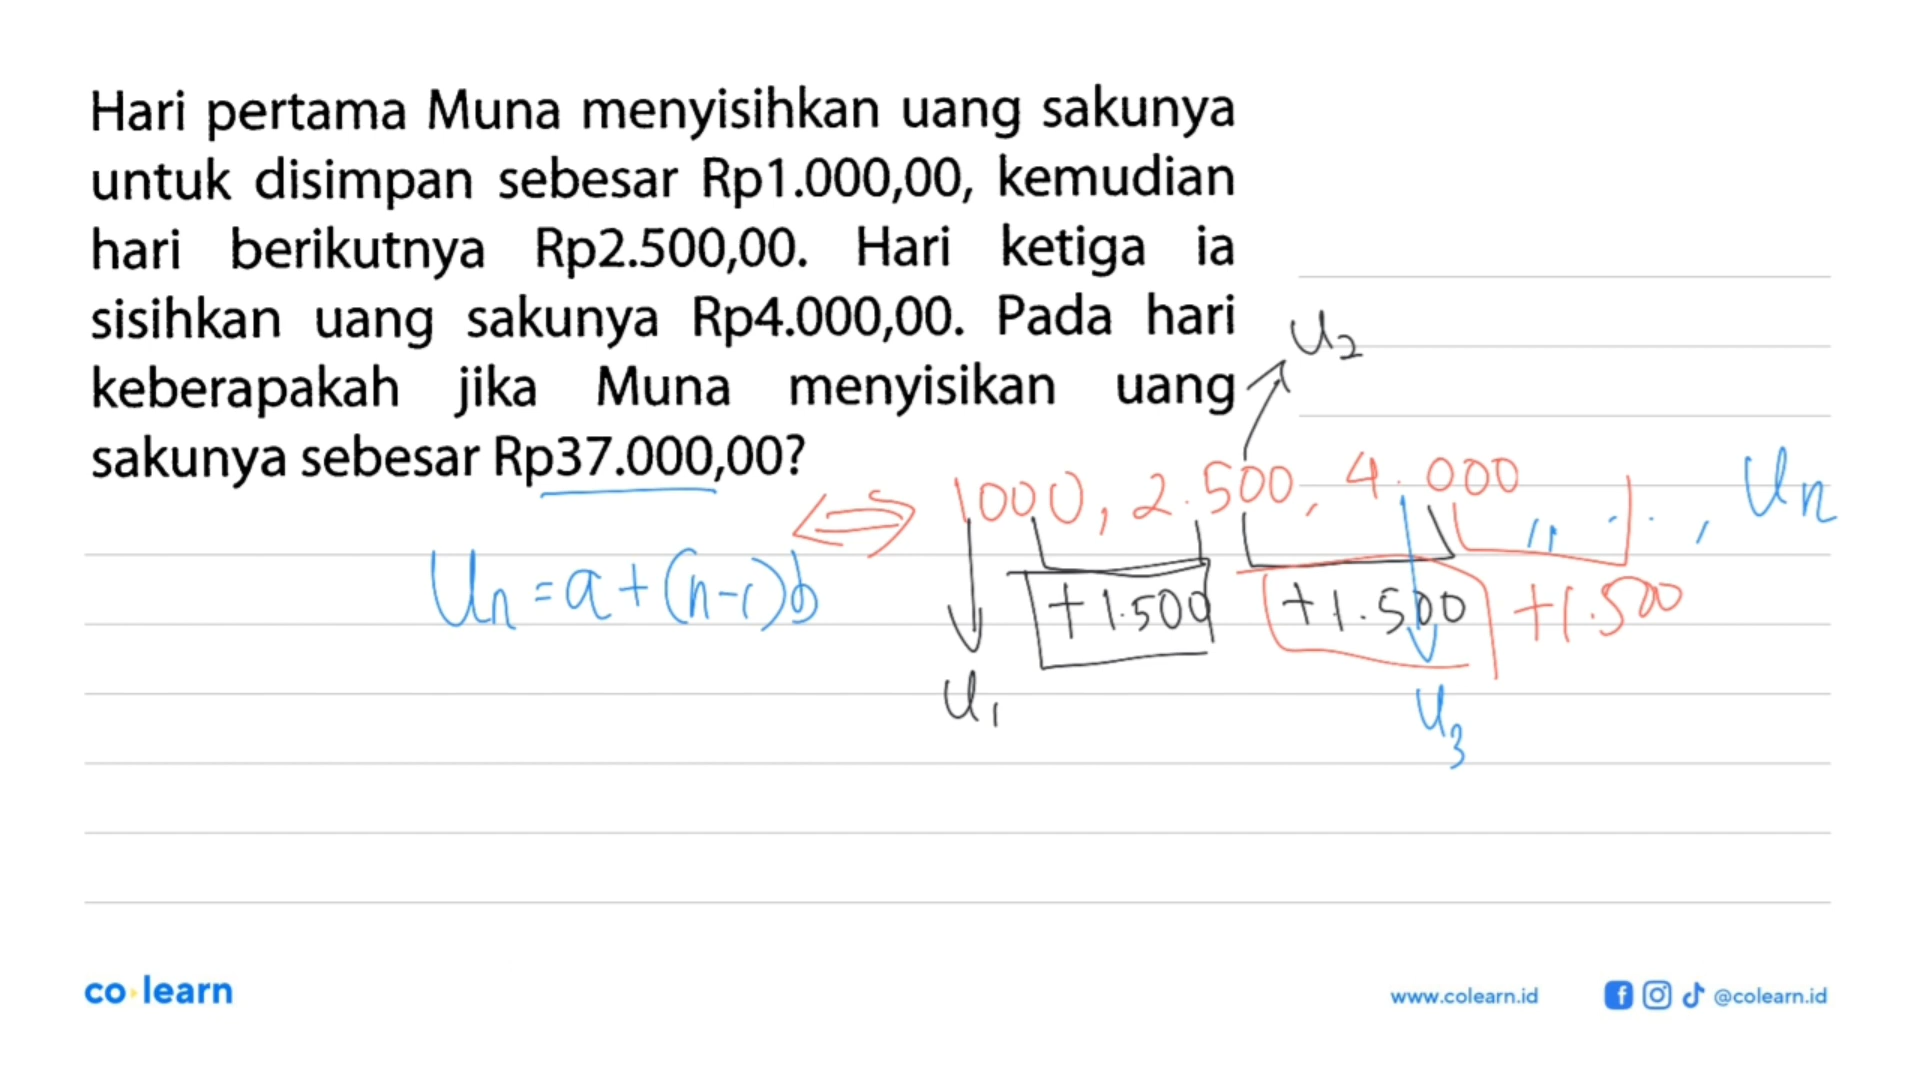 Hari pertama Muna menyisihkan uang sakunya
untuk disimpan sebesar Rp1.000,00, kemudian
hari berikutnya Rp2.500,00. Hari ketiga ia
sisihkan uang sakunya Rp4.000,00. Pada hari
keberapakah jika Muna menyisikan uang
sakunya sebesar Rp37.000,00?
U2
1000, 2.500, 4.000 ,, ..., Un
Un = a + (n-1)b
+1.500 +1.500 +1.500
U1 U3
co learn
www.colearn.id @colearn.id